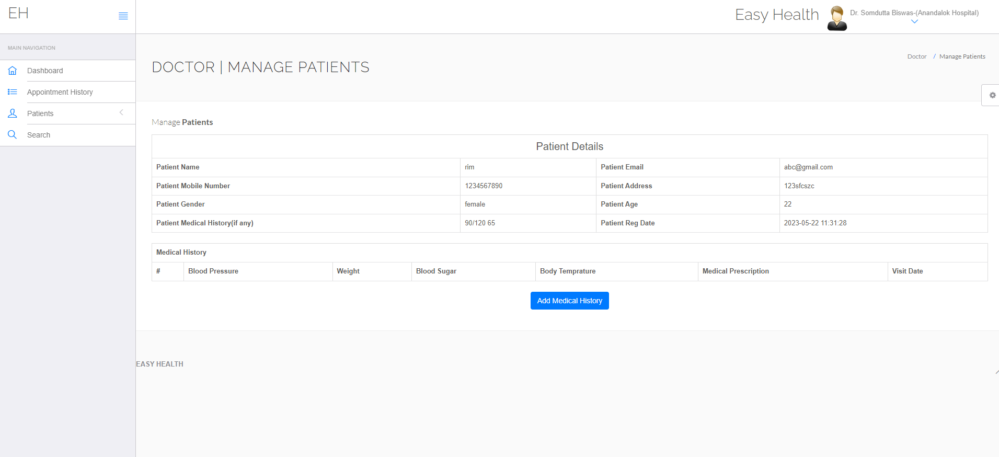 EH
Easy Health
Dr. Somdutta Biswas-(Anandalok Hospital)
MAIN NAVIGATION
Dashboard
Appointment History
Patients
Search
DOCTOR | MANAGE PATIENTS
Doctor / Manage Patients
Manage Patients
Patient Details
Patient Name rim Patient Email abc@gmail.com
Patient Mobile Number 1234567890 Patient Address 123sfcszc
Patient Gender female Patient Age 22
Patient Medical History(if any) 90/120 65 Patient Reg Date 2023-05-22 11:31:28
Medical History
# Blood Pressure Weight Blood Sugar Body Temprature Medical Prescription Visit Date
Add Medical History
EASY HEALTH